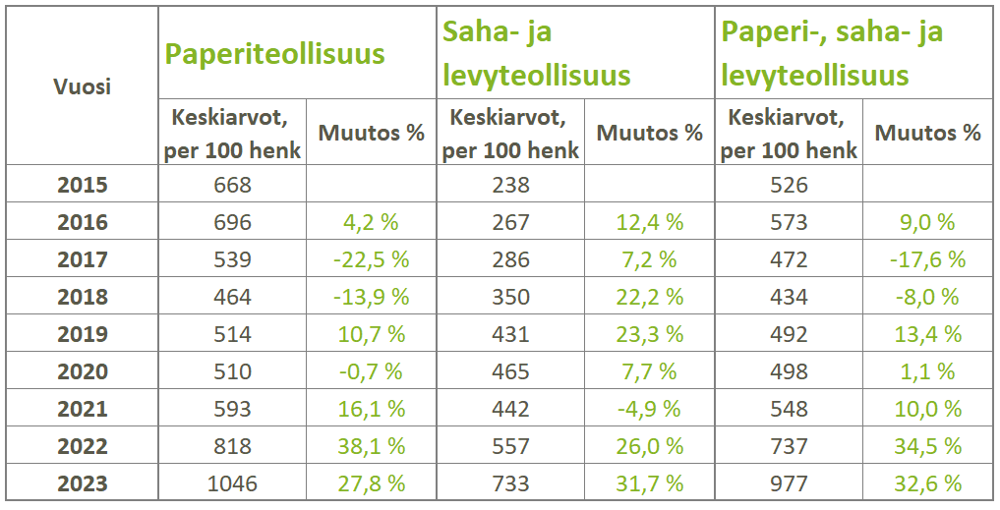 Vuosi
Paperiteollisuus
Saha- ja
levyteollisuus
Paperi-, saha- ja
levyteollisuus
Keskiarvot,
per 100 henk
Muutos %
Keskiarvot,
per 100 henk
Muutos %
Keskiarvot,
per 100 henk
Muutos %
2015 668 238 526
2016 696 4,2 % 267 12,4 % 573 9,0 %
2017 539 -22,5 % 286 7,2 % 472 -17,6 %
2018 464 -13,9 % 350 22,2 % 434 -8,0 %
2019 514 10,7 % 431 23,3 % 492 13,4 %
2020 510 -0,7 % 465 7,7 % 498 1,1 %
2021 593 16,1 % 442 -4,9 % 548 10,0 %
2022 818 38,1 % 557 26,0 % 737 34,5 %
2023 1046 27,8 % 733 31,7 % 977 32,6 %